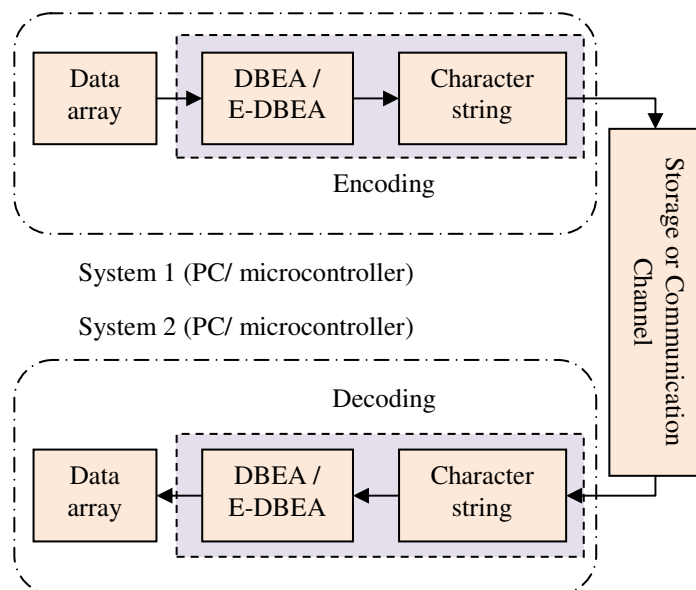 Data
array
DBEA /
E-DBEA
Character
string
Encoding
Storage or Communication
Channel
System 1 (PC/ microcontroller)
System 2 (PC/ microcontroller)
Decoding
Data
array
DBEA /
E-DBEA
Character
string